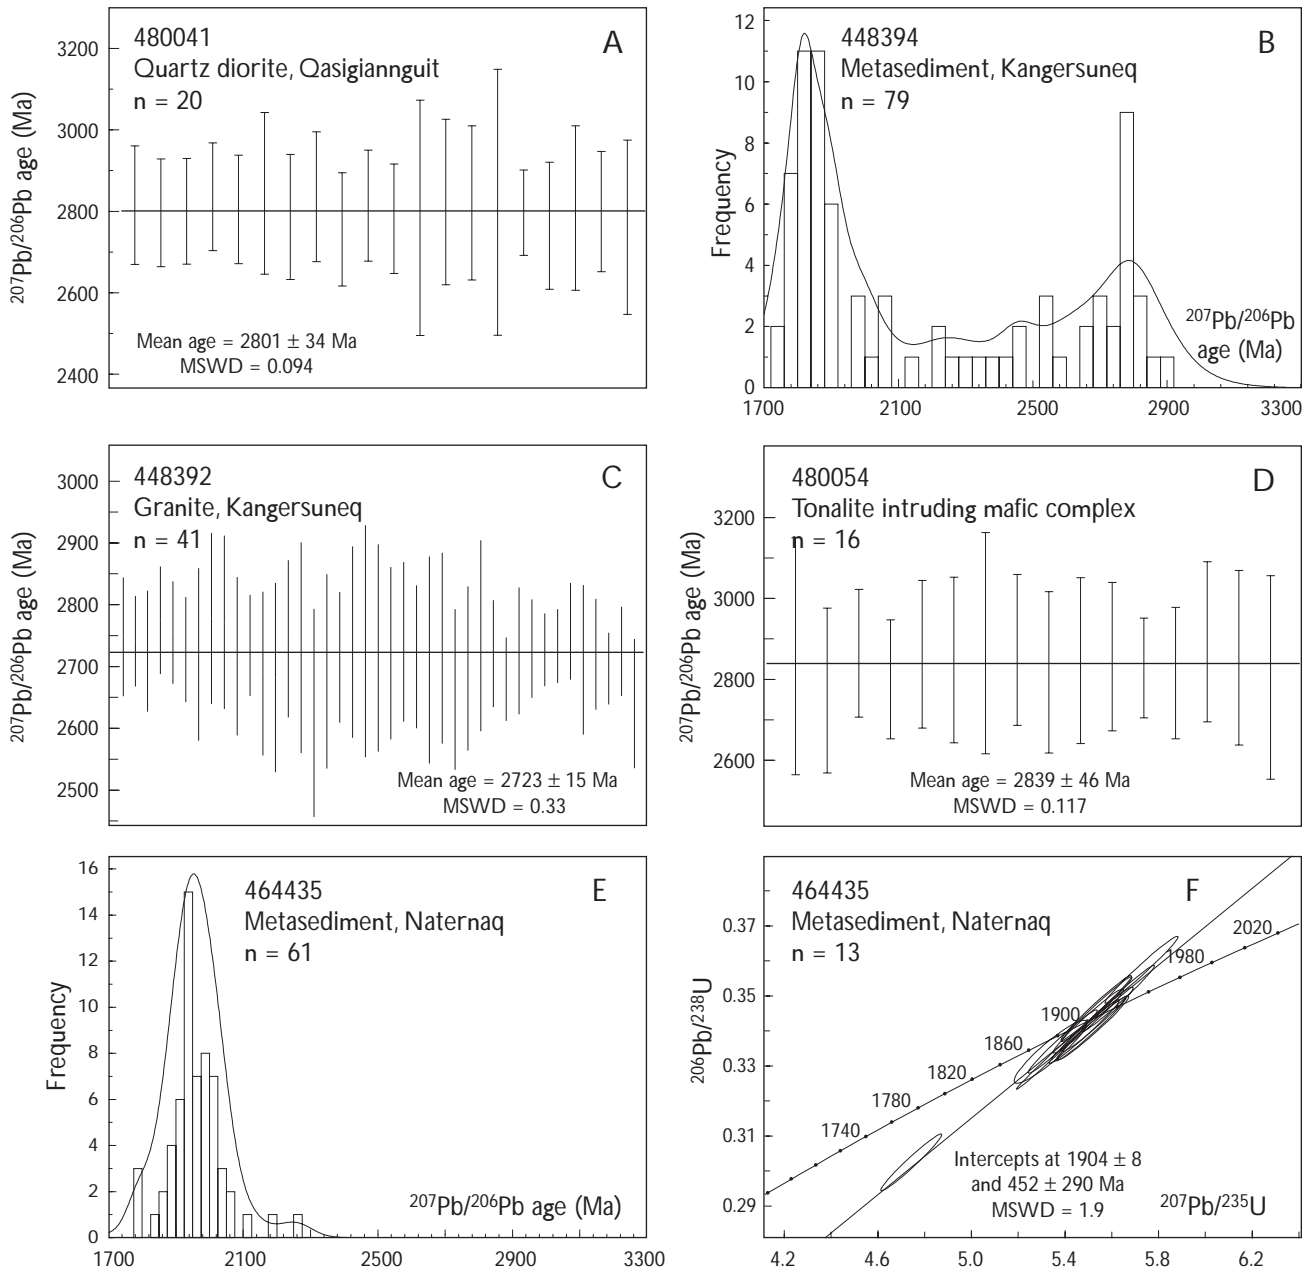 480041
A
Quartz diorite, Qasigiannguit
n = 20
3200
3000
2800
2600
2400
207Pb/206Pb age (Ma)
Mean age = 2801 ± 34 Ma
MSWD = 0.094
448394
B
Metasediment, Kangersuneq
n = 79
12
10
8
6
4
2
0
Frequency
207Pb/206Pb
age (Ma)
1700
2100
2500
2900
3300
448392
C
Granite, Kangersuneq
n = 41
3000
2900
2800
2700
2600
2500
207Pb/206Pb age (Ma)
Mean age = 2723 ± 15 Ma
MSWD = 0.33
480054
D
Tonalite intruding mafic complex
n = 16
3200
3000
2800
2600
207Pb/206Pb age (Ma)
Mean age = 2839 ± 46 Ma
MSWD = 0.117
464435
E
Metasediment, Naternaq
n = 61
16
14
12
10
8
6
4
2
0
Frequency
207Pb/206Pb age (Ma)
1700
2100
2500
2900
3300
464435
F
Metasediment, Naternaq
n = 13
0.37
0.35
0.33
0.31
0.29
206Pb/238U
2020
1980
1900
1860
1820
1780
1740
Intercepts at 1904 ± 8
and 452 ± 290 Ma
MSWD = 1.9
207Pb/235U
4.2
4.6
5.0
5.4
5.8
6.2